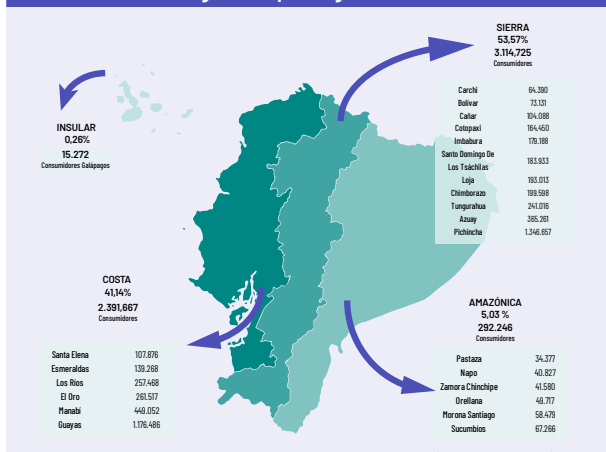 SIERRA
53,57%
3.114,725
Consumidores
Carchi 64.390
Bolívar 73.131
Cañar 104.088
Cotopaxi 164.450
Imbabura 179.188
Santo Domingo De
Los Tsáchilas 183.933
Loja 193.013
Chimborazo 199.598
Tungurahua 241.016
Azuay 365.261
Pichincha 1.346.657
INSULAR
0,26%
15.272
Consumidores Galápagos
COSTA
41,14%
2.391,667
Consumidores
Santa Elena 107.876
Esmeraldas 139.268
Los Ríos 257.468
El Oro 261.517
Manabí 449.052
Guayas 1.176.486
AMAZÓNICA
5,03 %
292.246
Consumidores
Pastaza 34.377
Napo 40.827
Zamora Chinchipe 41.580
Orellana 49.717
Morona Santiago 58.479
Sucumbíos 67.266